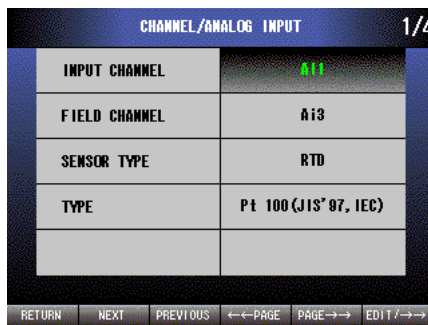 CHANNEL/ANALOG INPUT 1/4
INPUT CHANNEL Ai1
FIELD CHANNEL Ai3
SENSOR TYPE RTD
TYPE Pt 100(JIS'97, IEC)
RETURN NEXT PREVIOUS ←←PAGE PAGE→→ EDIT/→→